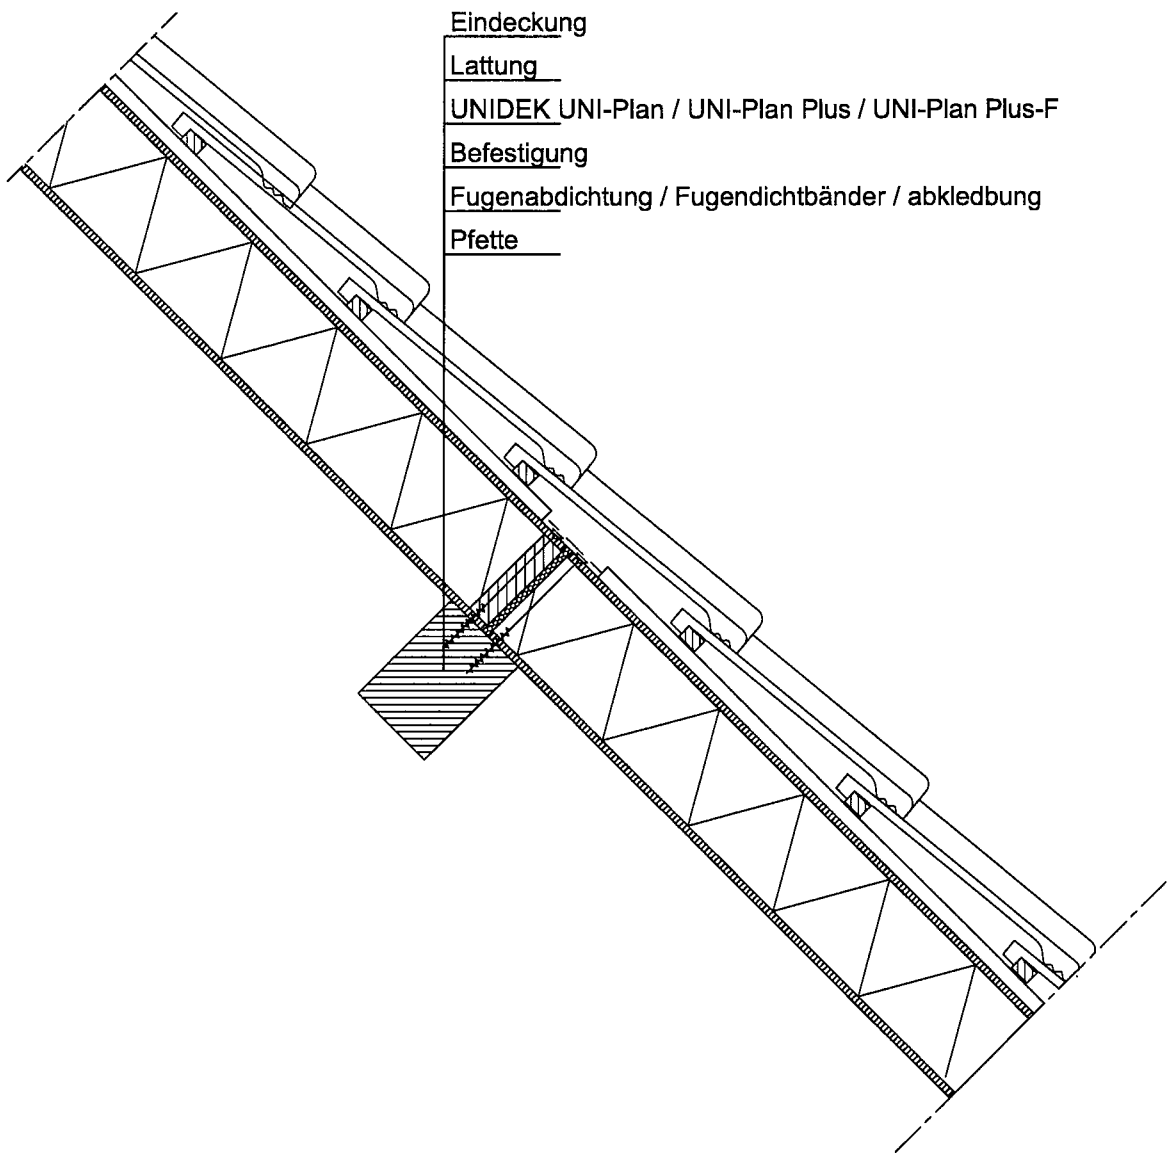 Eindeckung
Lattung
UNIDEK UNI-Plan / UNI-Plan Plus / UNI-Plan Plus-F
Befestigung
Fugenabdichtung / Fugendichtbänder / abkledbung
Pfette